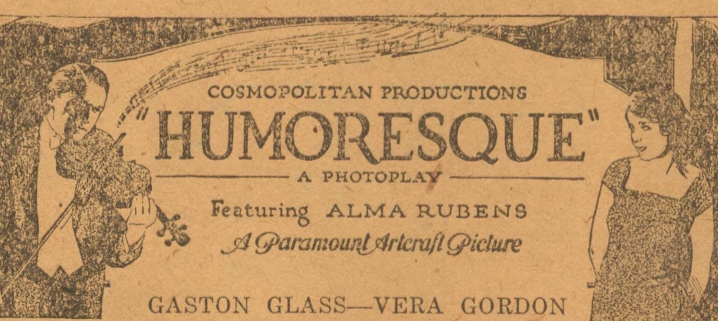 COSMOPOLITAN PRODUCTIONS
"HUMORESQUE"
A PHOTOPLAY
Featuring ALMA RUBENS
A Paramount Artcraft Picture
GASTON GLASS—VERA GORDON